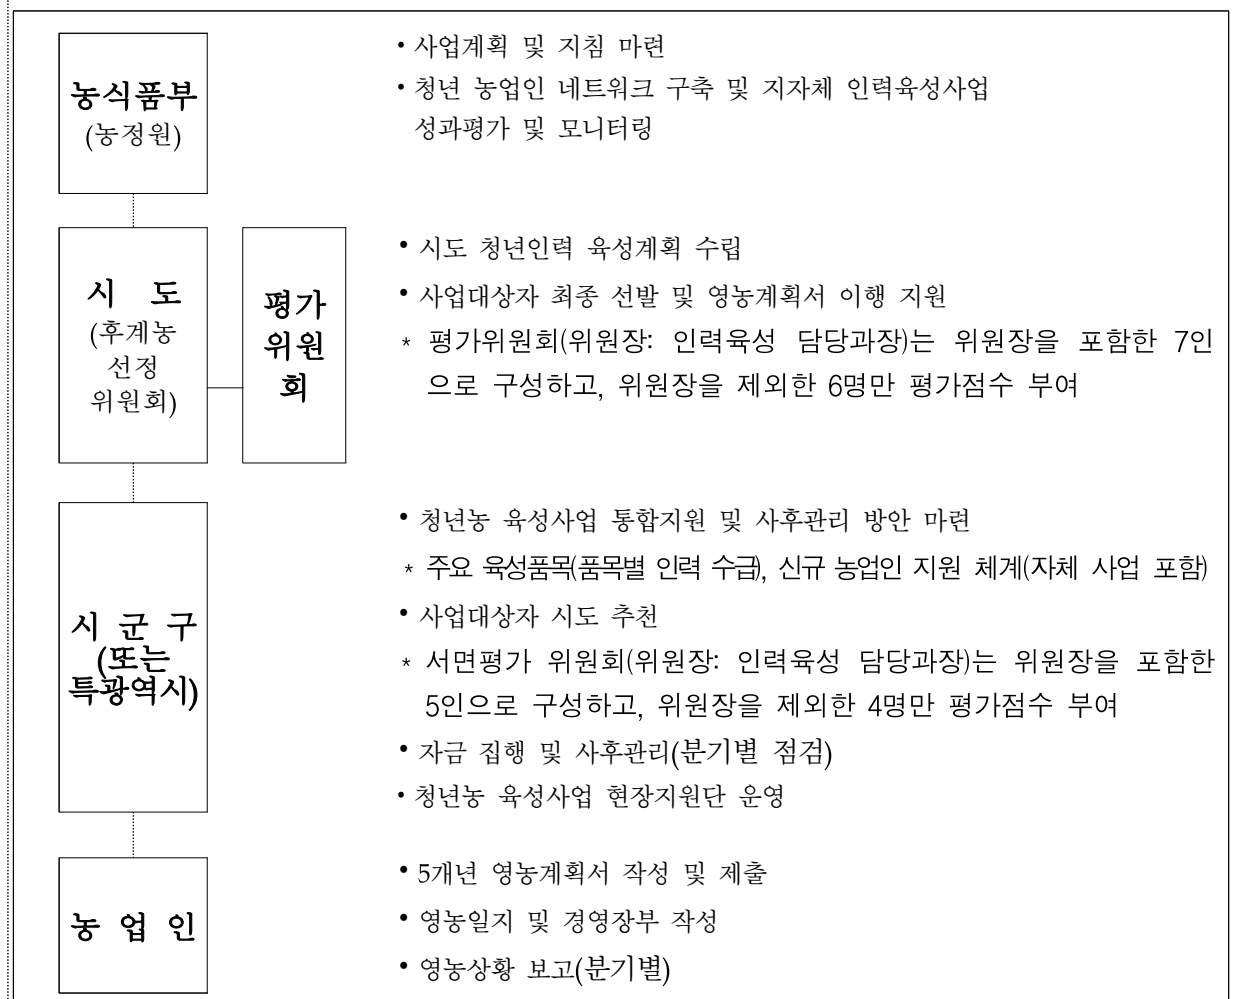 농식품부
(농정원)
• 사업계획 및 지침 마련
• 청년 농업인 네트워크 구축 및 지자체 인력육성사업
성과평가 및 모니터링
시 도
(후계농
선정
위원회)
평가
위원
회
• 시도 청년인력 육성계획 수립
• 사업대상자 최종 선발 및 영농계획서 이행 지원
* 평가위원회(위원장: 인력육성 담당과장)는 위원장을 포함한 7인
으로 구성하고, 위원장을 제외한 6명만 평가점수 부여
시 군 구
(또는
특광역시)
• 청년농 육성사업 통합지원 및 사후관리 방안 마련
* 주요 육성품목(품목별 인력 수급), 신규 농업인 지원 체계(자체 사업 포함)
• 사업대상자 시도 추천
* 서면평가 위원회(위원장: 인력육성 담당과장)는 위원장을 포함한
5인으로 구성하고, 위원장을 제외한 4명만 평가점수 부여
• 자금 집행 및 사후관리(분기별 점검)
• 청년농 육성사업 현장지원단 운영
농 업 인
• 5개년 영농계획서 작성 및 제출
• 영농일지 및 경영장부 작성
• 영농상황 보고(분기별)